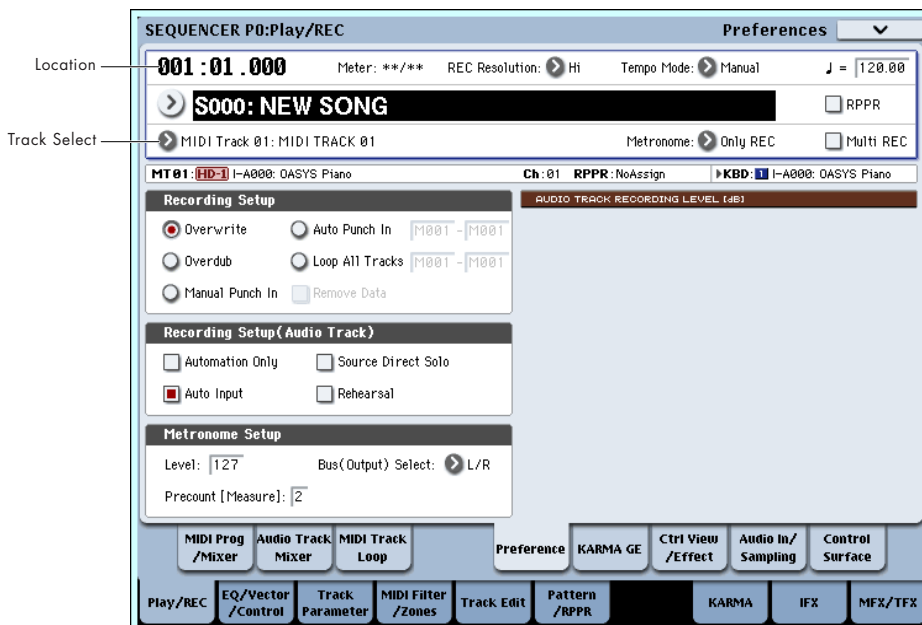 SEQUENCER P0:Play/REC Preferences
Location 001:01.000 Meter: **/** REC Resolution: Hi Tempo Mode: Manual ♩ = 120.00
S000: NEW SONG RPPR
Track Select MIDI Track 01: MIDI TRACK 01 Metronome: Only REC Multi REC
MT01: HD-1 I-A000: OASYS Piano Ch:01 RPPR:NoAssign KBD: 1 I-A000: OASYS Piano
Recording Setup
Overwrite Auto Punch In M001 - M001
Overdub Loop All Tracks M001 - M001
Manual Punch In Remove Data
AUDIO TRACK RECORDING LEVEL [dB]
Recording Setup(Audio Track)
Automation Only Source Direct Solo
Auto Input Rehearsal
Metronome Setup
Level: 127 Bus(Output) Select: L/R
Precount [Measure]: 2
MIDI Prog /Mixer Audio Track Mixer MIDI Track Loop Preference KARMA GE Ctrl View /Effect Audio In/ Sampling Control Surface
Play/REC EQ/Vector /Control Track Parameter MIDI Filter /Zones Track Edit Pattern /RPPR KARMA IFX MFX/TFX